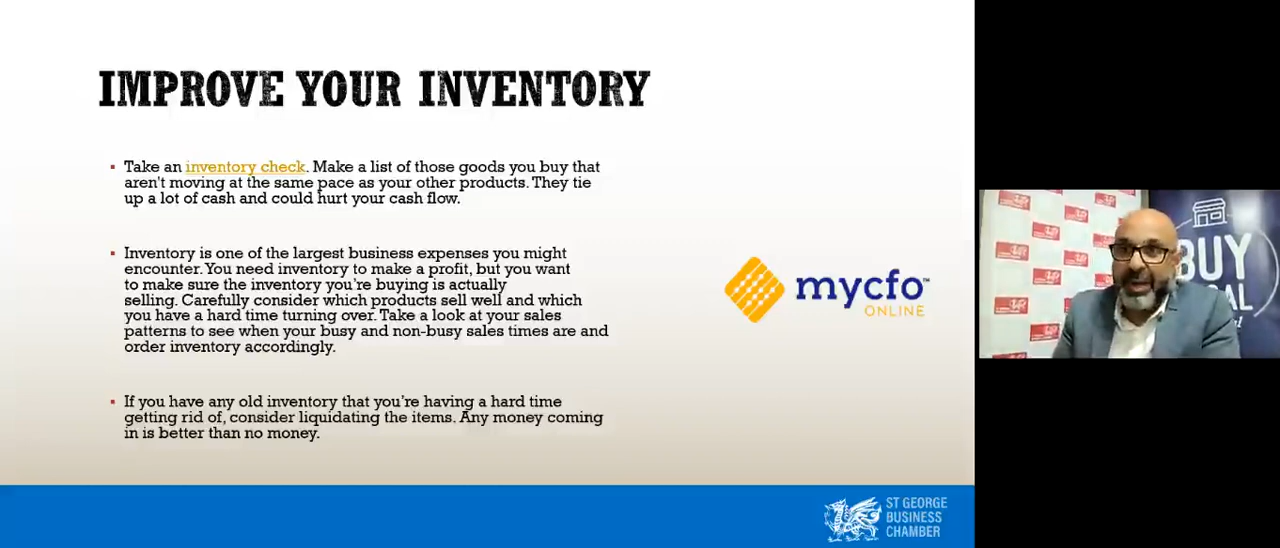 IMPROVE YOUR INVENTORY
Take an inventory check. Make a list of those goods you buy that
aren't moving at the same pace as your other products. They tie
up a lot of cash and could hurt your cash flow.
Inventory is one of the largest business expenses you might
encounter. You need inventory to make a profit, but you want
to make sure the inventory you're buying is actually
selling. Carefully consider which products sell well and which
you have a hard time turning over. Take a look at your sales
patterns to see when your busy and non-busy sales times are and
order inventory accordingly.
If you have any old inventory that you're having a hard time
getting rid of, consider liquidating the items. Any money coming
in is better than no money.
mycfo™
ONLINE
ST GEORGE
BUSINESS
CHAMBER
BUY